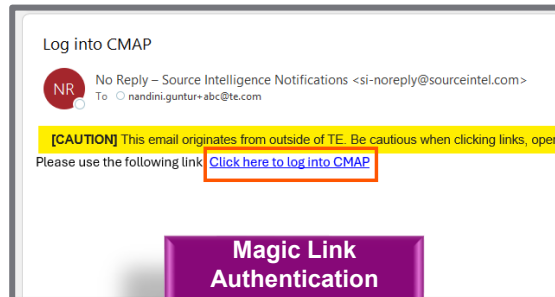 Log into CMAP
NR
No Reply – Source Intelligence Notifications <si-noreply@sourceintel.com>
To nandini.guntur+abc@te.com
[CAUTION] This email originates from outside of TE. Be cautious when clicking links, open
Please use the following link Click here to log into CMAP
Magic Link
Authentication